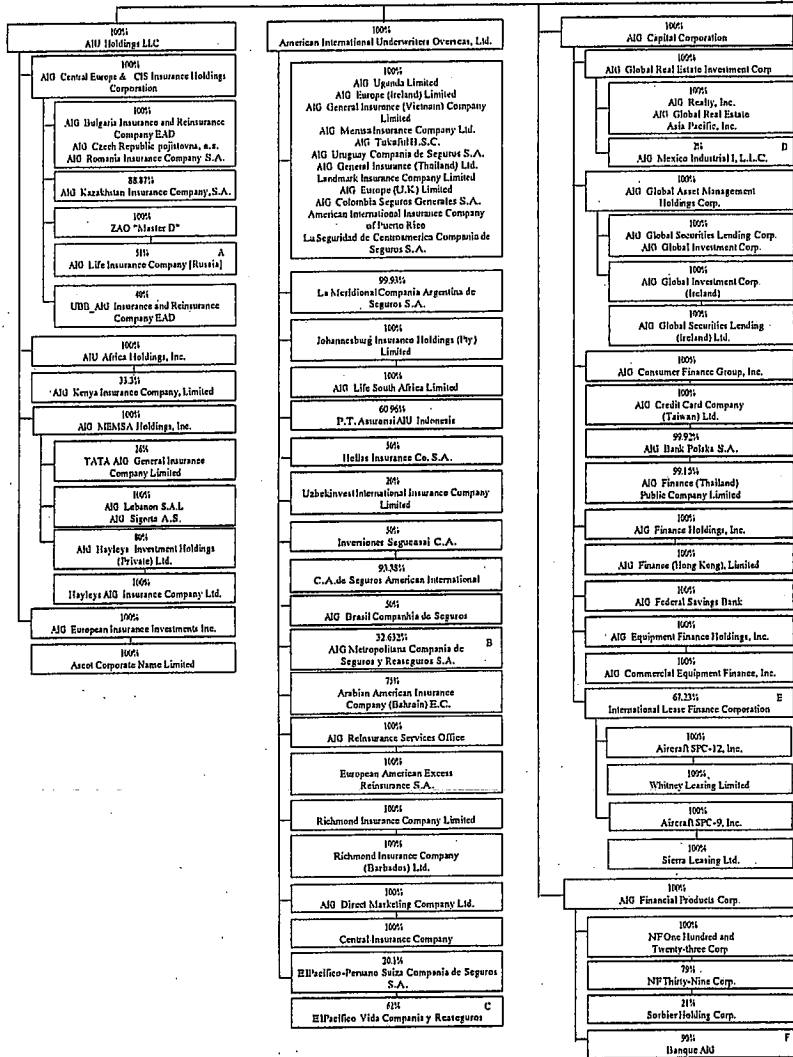 100%
AIU Holdings LLC
100%
AIG Central Europe & CIS Insurance Holdings
Corporation
100%
AIG Bulgaria Insurance and Reinsurance
Company EAD
AIG Czech Republic pojistovna, a.s.
AIG Romania Insurance Company S.A.
88.87%
AIG Kazakhstan Insurance Company, S.A.
100%
ZAO "Master D"
51% A
AIG Life Insurance Company [Russia]
40%
UBB_AIG Insurance and Reinsurance
Company EAD
100%
AIU Africa Holdings, Inc.
33.3%
AIG Kenya Insurance Company, Limited
100%
AIG MEMSA Holdings, Inc.
26%
TATA AIG General Insurance
Company Limited
100%
AIG Lebanon S.A.L
AIG Sigorta A.S.
80%
AIG Hayleys Investment Holdings
(Private) Ltd.
100%
Hayleys AIG Insurance Company Ltd.
100%
AIG European Insurance Investments Inc.
100%
Ascot Corporate Name Limited
100%
American International Underwriters Overseas, Ltd.
100%
AIG Uganda Limited
AIG Europe (Ireland) Limited
AIG General Insurance (Vietnam) Company
Limited
AIG Memsa Insurance Company Ltd.
AIG Takaful B.S.C.
AIG Uruguay Compania de Seguros S.A.
AIG General Insurance (Thailand) Ltd.
Landmark Insurance Company Limited
AIG Europe (U.K.) Limited
AIG Colombia Seguros Generales S.A.
American International Insurance Company
of Puerto Rico
La Seguridad de Centroamerica Compania de
Seguros S.A.
99.93%
La Meridional Compania Argentina de
Seguros S.A.
100%
Johannesburg Insurance Holdings (Pty)
Limited
100%
AIG Life South Africa Limited
60.96%
P.T. Asuransi AIU Indonesia
50%
Hellas Insurance Co. S.A.
20%
Uzbekinvest International Insurance Company
Limited
50%
Inversiones Segucasai C.A.
93.38%
C.A.de Seguros American International
50%
AIG Brasil Companhia de Seguros
32.632% B
AIG Metropolitana Compania de
Seguros y Reaseguros S.A.
75%
Arabian American Insurance
Company (Bahrain) E.C.
100%
AIG Reinsurance Services Office
100%
European American Excess
Reinsurance S.A.
100%
Richmond Insurance Company Limited
100%
Richmond Insurance Company
(Barbados) Ltd.
100%
AIG Direct Marketing Company Ltd.
100%
Central Insurance Company
20.1%
El Pacifico-Peruano Suiza Compania de Seguros
S.A.
62% C
El Pacifico Vida Compania y Reaseguros
100%
AIG Capital Corporation
100%
AIG Global Real Estate Investment Corp
100%
AIG Realty, Inc.
AIG Global Real Estate
Asia Pacific, Inc.
2% D
AIG Mexico Industrial I, L.L.C.
100%
AIG Global Asset Management
Holdings Corp.
100%
AIG Global Securities Lending Corp.
AIG Global Investment Corp.
100%
AIG Global Investment Corp.
(Ireland)
100%
AIG Global Securities Lending
(Ireland) Ltd.
100%
AIG Consumer Finance Group, Inc.
100%
AIG Credit Card Company
(Taiwan) Ltd.
99.92%
AIG Bank Polska S.A.
99.15%
AIG Finance (Thailand)
Public Company Limited
100%
AIG Finance Holdings, Inc.
100%
AIG Finance (Hong Kong), Limited
100%
AIG Federal Savings Bank
100%
AIG Equipment Finance Holdings, Inc.
100%
AIG Commercial Equipment Finance, Inc.
67.23% E
International Lease Finance Corporation
100%
Aircraft SPC-12, Inc.
100%
Whitney Leasing Limited
100%
Aircraft SPC-9, Inc.
100%
Sierra Leasing Ltd.
100%
AIG Financial Products Corp.
100%
NF One Hundred and
Twenty-three Corp
79%
NF Thirty-Nine Corp.
21%
Sorbier Holding Corp.
90% F
Banque AIG